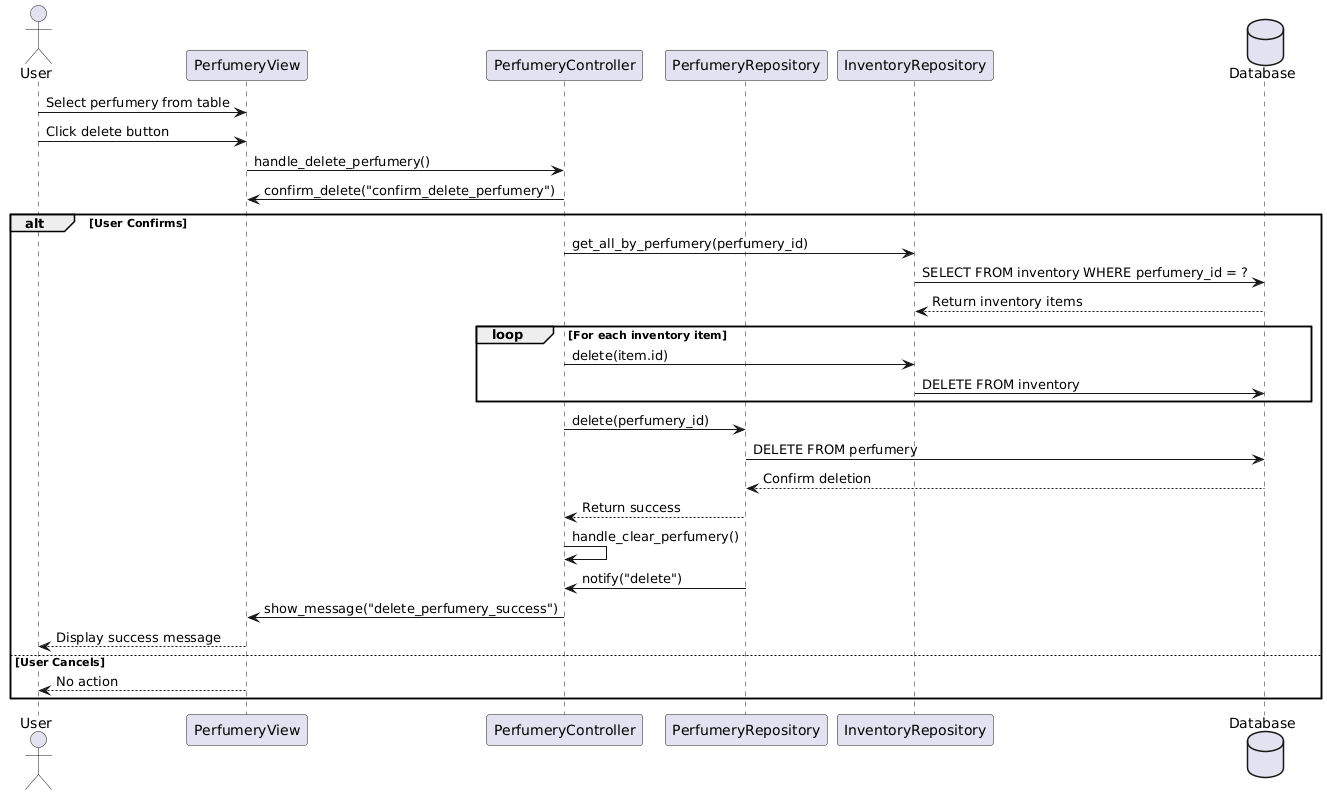 User
PerfumeryView
PerfumeryController
PerfumeryRepository
InventoryRepository
Database
Select perfumery from table
Click delete button
handle_delete_perfumery()
confirm_delete("confirm_delete_perfumery")
alt
[User Confirms]
get_all_by_perfumery(perfumery_id)
SELECT FROM inventory WHERE perfumery_id = ?
Return inventory items
loop
[For each inventory item]
delete(item.id)
DELETE FROM inventory
delete(perfumery_id)
DELETE FROM perfumery
Confirm deletion
Return success
handle_clear_perfumery()
notify("delete")
show_message("delete_perfumery_success")
Display success message
[User Cancels]
No action
User
PerfumeryView
PerfumeryController
PerfumeryRepository
InventoryRepository
Database